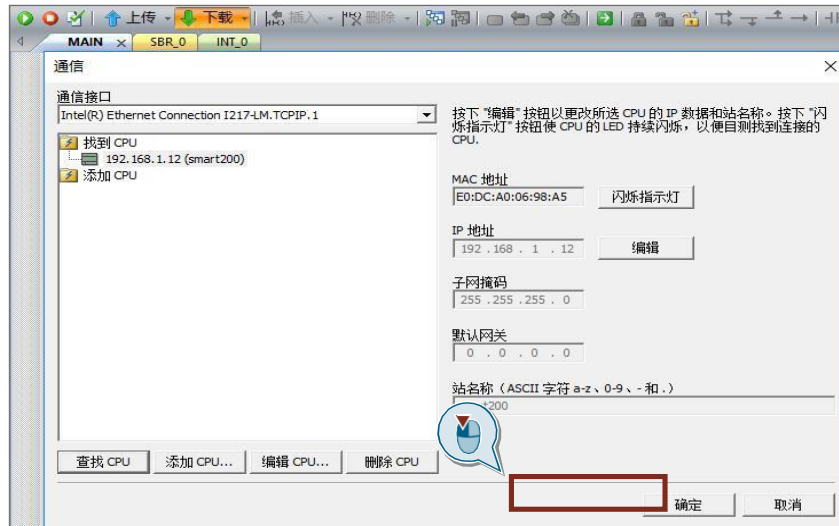 上传 下载 插入 删除
MAIN SBR_0 INT_0
通信
通信接口
Intel(R) Ethernet Connection I217-LM.TCPIP.1
找到 CPU
192.168.1.12 (smart200)
添加 CPU
按下 "编辑" 按钮以更改所选 CPU 的 IP 数据和站名称。按下 "闪
烁指示灯" 按钮使 CPU 的 LED 持续闪烁，以便目测找到连接的
CPU.
MAC 地址
E0:DC:A0:06:98:A5 闪烁指示灯
IP 地址
192 . 168 . 1 . 12 编辑
子网掩码
255 . 255 . 255 . 0
默认网关
0 . 0 . 0 . 0
站名称（ASCII 字符 a-z、0-9、- 和 .）
t200
查找 CPU 添加 CPU... 编辑 CPU... 删除 CPU
确定 取消